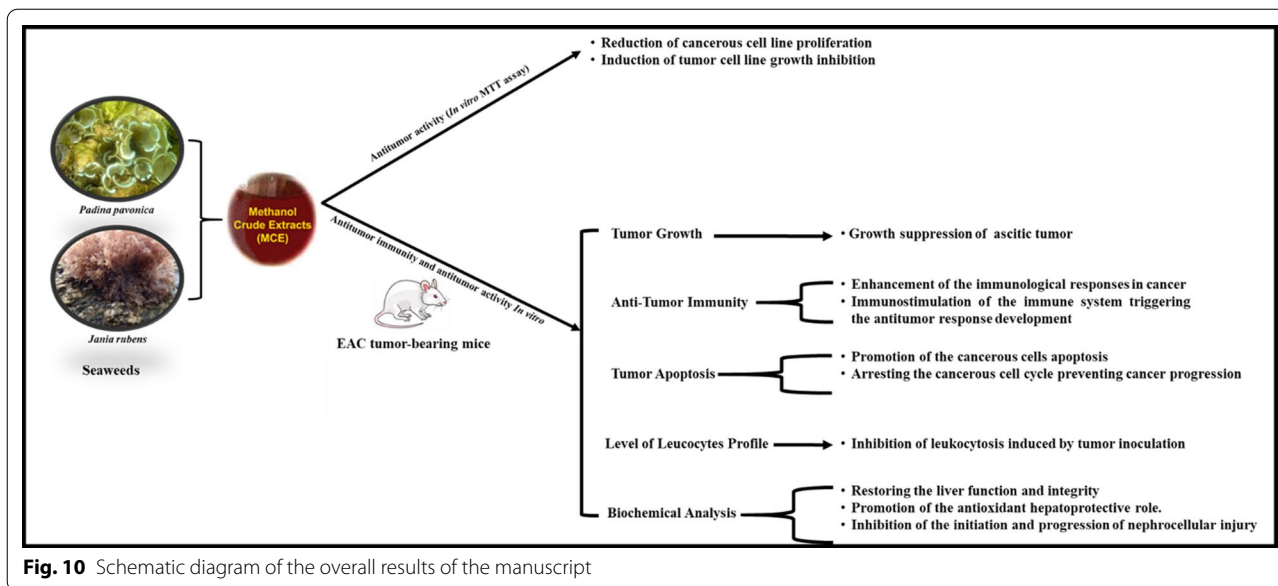 Padina pavonica
Jania rubens
Seaweeds
Methanol
Crude Extracts
(MCE)
Antitumor activity (In vitro MTT assay)
• Reduction of cancerous cell line proliferation
• Induction of tumor cell line growth inhibition
Antitumor immunity and antitumor activity In vitro
EAC tumor-bearing mice
Tumor Growth
• Growth suppression of ascitic tumor
Anti-Tumor Immunity
• Enhancement of the immunological responses in cancer
• Immunostimulation of the immune system triggering
the antitumor response development
Tumor Apoptosis
• Promotion of the cancerous cells apoptosis
• Arresting the cancerous cell cycle preventing cancer progression
Level of Leucocytes Profile
• Inhibition of leukocytosis induced by tumor inoculation
Biochemical Analysis
• Restoring the liver function and integrity
• Promotion of the antioxidant hepatoprotective role.
• Inhibition of the initiation and progression of nephrocellular injury
Fig. 10 Schematic diagram of the overall results of the manuscript